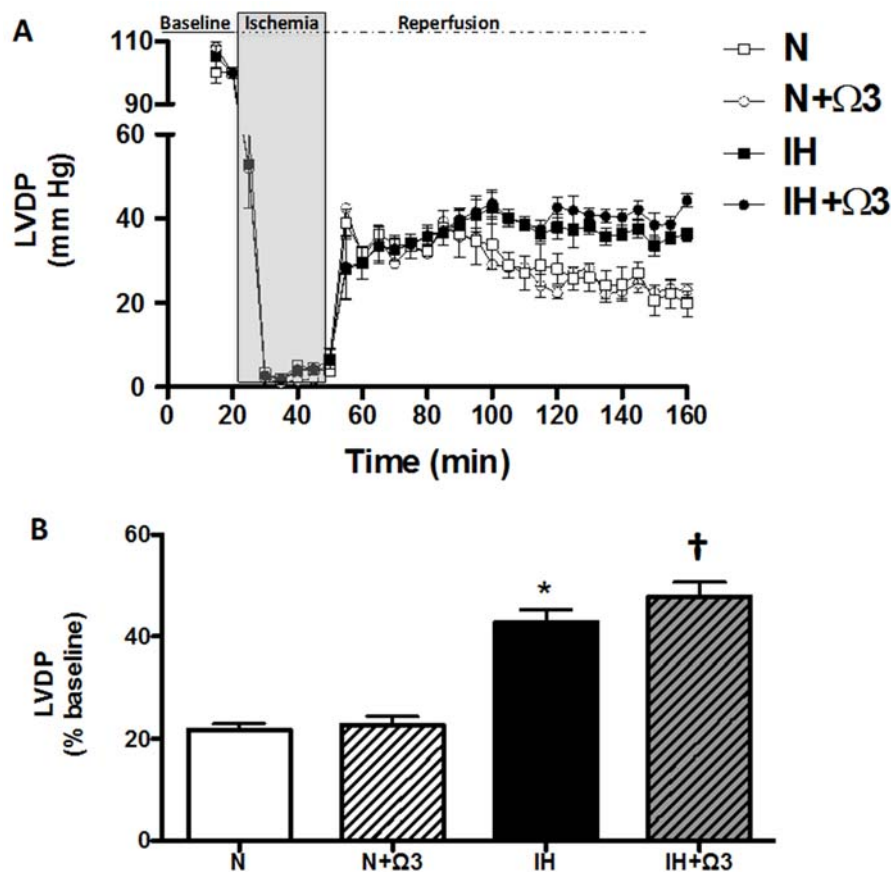 A
Baseline Ischemia Reperfusion
110
90
60
40
20
0
LVDP
(mm Hg)
0 20 40 60 80 100 120 140 160
Time (min)
N
N+Ω3
IH
IH+Ω3
B
60
40
20
0
LVDP
(% baseline)
*
†
N N+Ω3 IH IH+Ω3